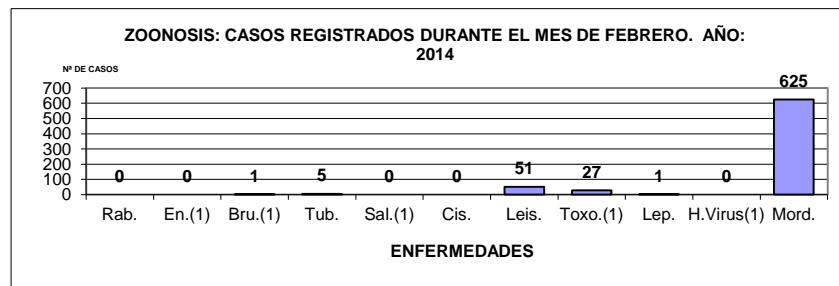 ZOONOSIS: CASOS REGISTRADOS DURANTE EL MES DE FEBRERO. AÑO:
2014
Nª DE CASOS
700
600
500
400
300
200
100
0
0 0 1 5 0 0 51 27 1 0 625
Rab. En.(1) Bru.(1) Tub. Sal.(1) Cis. Leis. Toxo.(1) Lep. H.Virus(1) Mord.
ENFERMEDADES